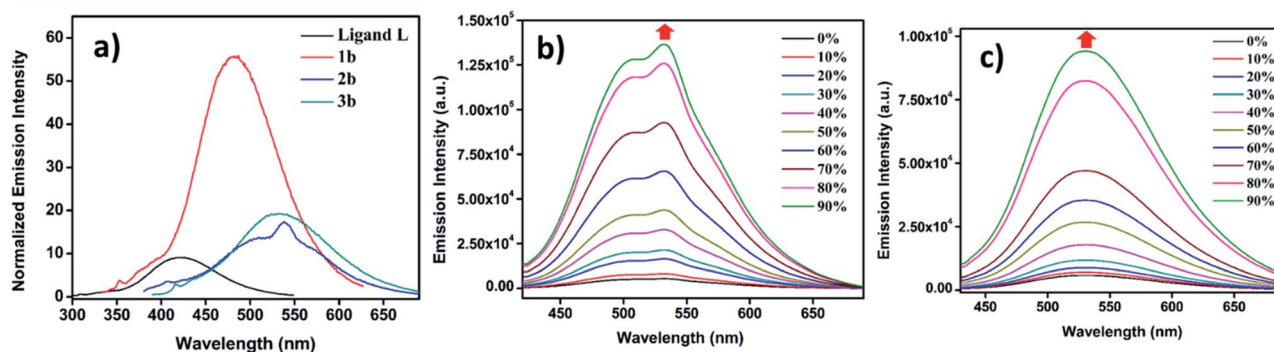 a)
Ligand L
1b
2b
3b
Normalized Emission Intensity
60
50
40
30
20
10
0
300 350 400 450 500 550 600 650
Wavelength (nm)
b)
0%
10%
20%
30%
40%
50%
60%
70%
80%
90%
Emission Intensity (a.u.)
1.50x10⁵
1.25x10⁵
1.00x10⁵
7.50x10⁴
5.00x10⁴
2.50x10⁴
0.00
450 500 550 600 650
Wavelength (nm)
c)
0%
10%
20%
30%
40%
50%
60%
70%
80%
90%
Emission Intensity (a.u.)
1.00x10⁵
7.50x10⁴
5.00x10⁴
2.50x10⁴
0.00
450 500 550 600 650
Wavelength (nm)